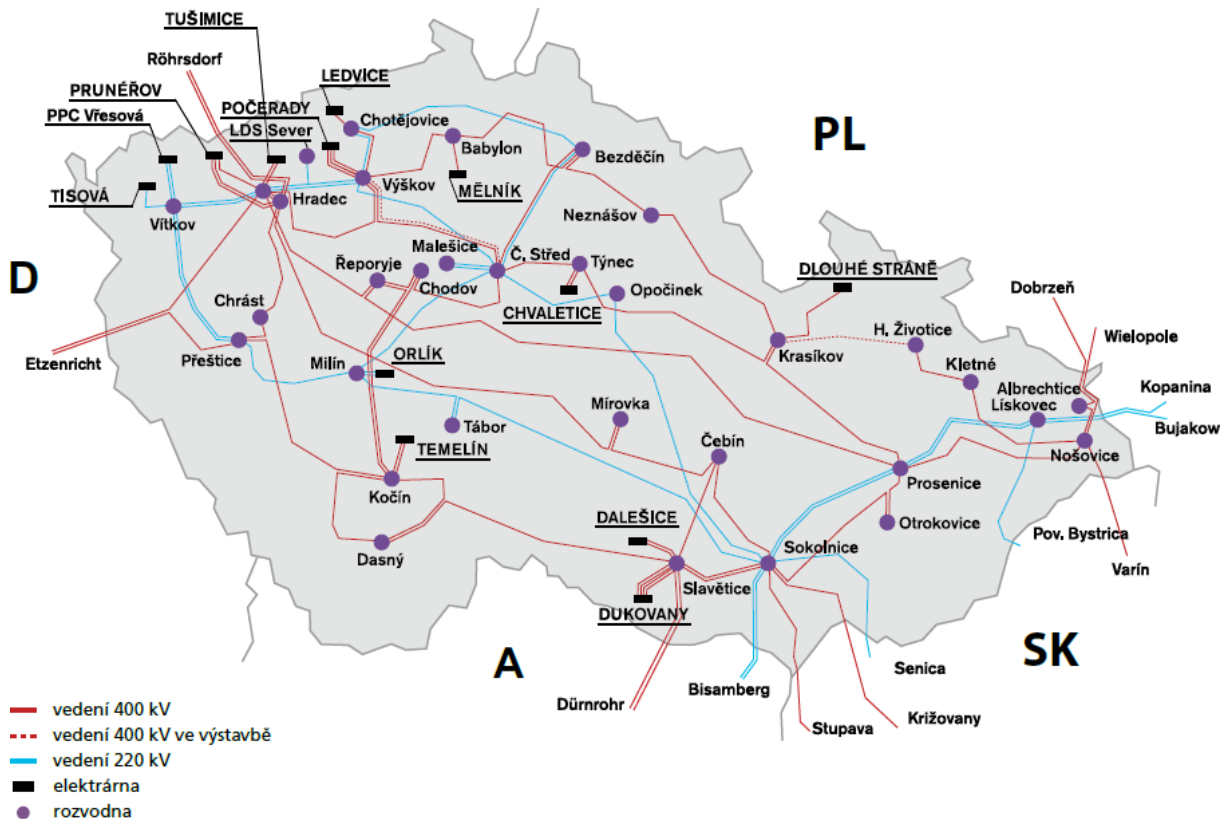 TUŠIMICE
Röhrsdorf
LEDVICE
PRUNÉŘOV
POČERADY
PPC Vřesová
LDS Sever
Chotějovice
PL
Babylon
Bezděčín
TISOVÁ
Výškov
MĚLNÍK
Hradec
Vítkov
Neznášov
D
Malešice
Č. Střed
Týnec
Řeporyje
Chodov
DLOUHÉ STRÁNĚ
Opočinek
Dobrzeň
Chrást
CHVALETICE
H. Životice
Wielopole
Etzenricht
Přeštice
Milín
ORLÍK
Krasíkov
Kletné
Albrechtice
Kopanina
Lískovec
Mírovka
Bujakow
Tábor
Čebín
TEMELÍN
Nošovice
Kočín
Prosenice
DALEŠICE
Otrokovice
Pov. Bystrica
Dasný
Sokolnice
Varín
Slavětice
DUKOVANY
A
SK
Senica
Bisamberg
Dürnrohr
Stupava
Križovany
vedení 400 kV
vedení 400 kV ve výstavbě
vedení 220 kV
elektrárna
rozvodna